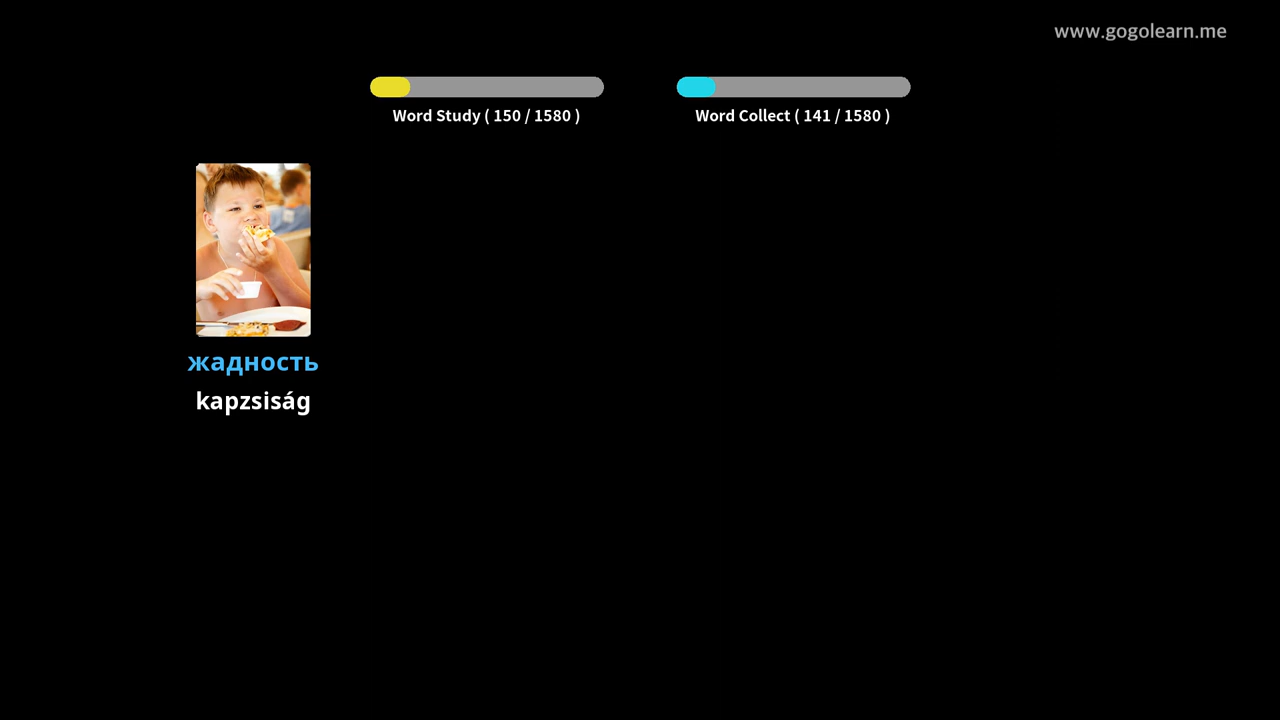 www.gogolearn.me
Word Study ( 150 / 1580 )
Word Collect ( 141 / 1580 )
жадность
kapzsiság